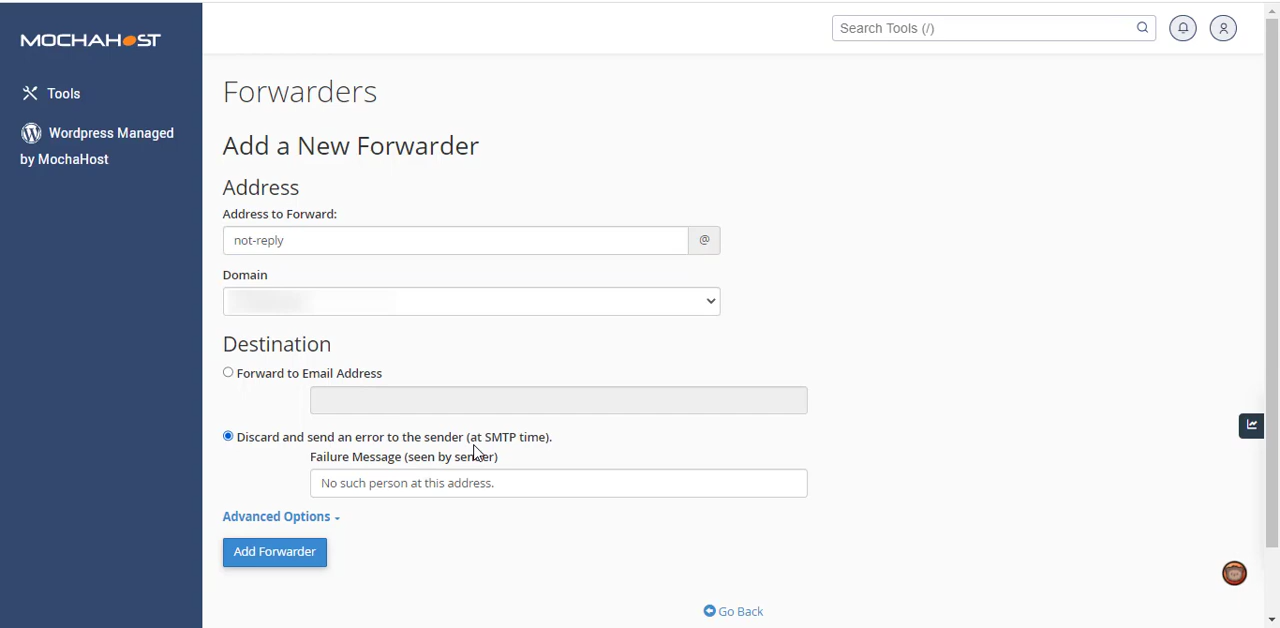 MOCHAHOST
Search Tools (/)
Tools
Wordpress Managed
by MochaHost
Forwarders
Add a New Forwarder
Address
Address to Forward:
not-reply
@
Domain
Destination
Forward to Email Address
Discard and send an error to the sender (at SMTP time).
Failure Message (seen by sender)
No such person at this address.
Advanced Options
Add Forwarder
Go Back